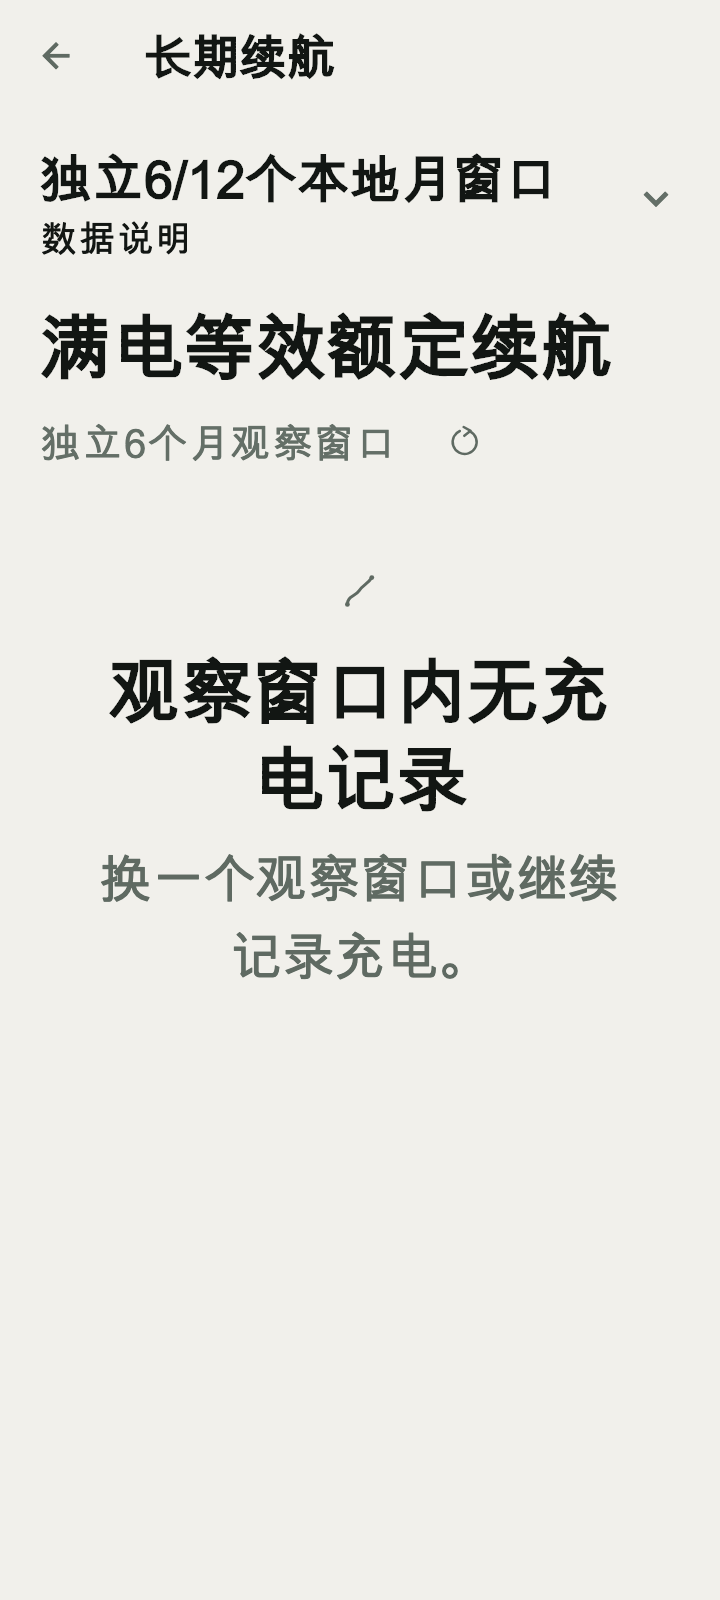 长期续航
独立6/12个本地月窗口
数据说明
满电等效额定续航
独立6个月观察窗口
观察窗口内无充
电记录
换一个观察窗口或继续
记录充电。